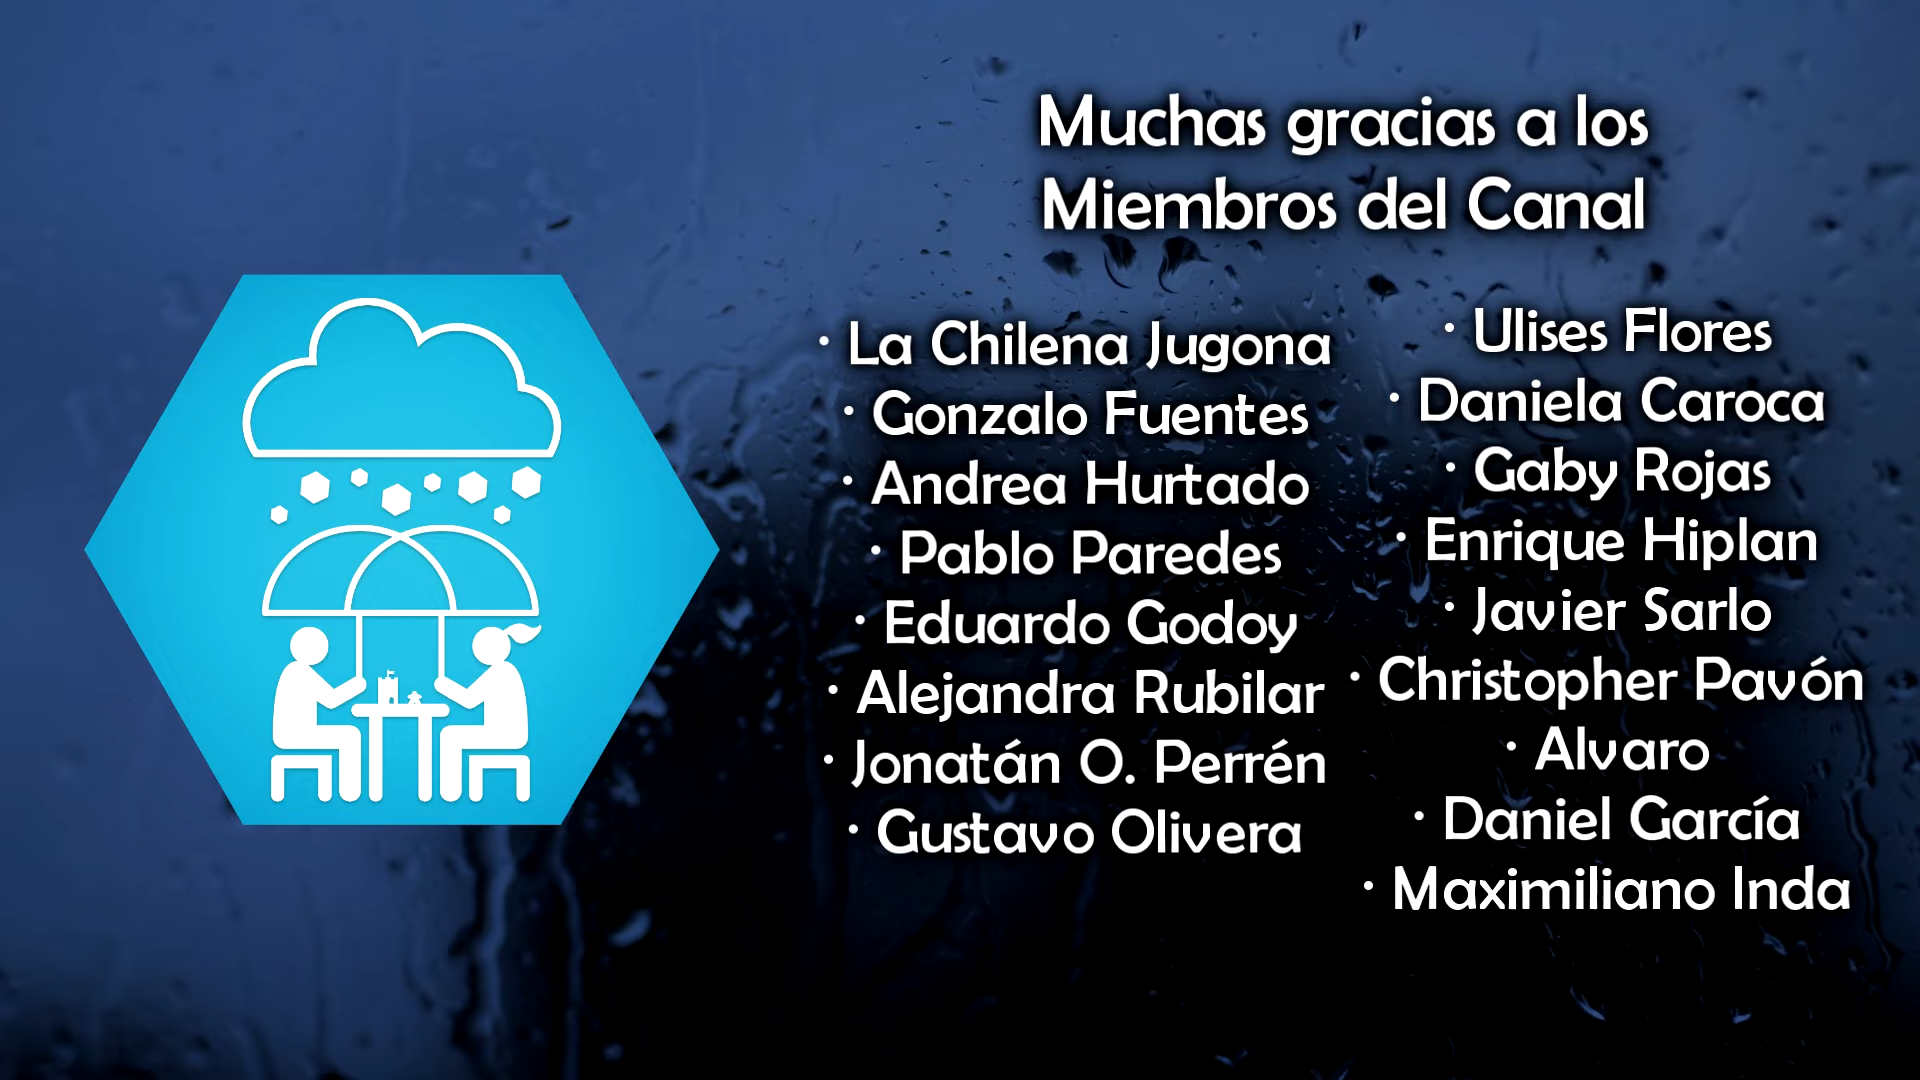 Muchas gracias a los
Miembros del Canal
· La Chilena Jugona
· Gonzalo Fuentes
· Andrea Hurtado
· Pablo Paredes
· Eduardo Godoy
· Alejandra Rubilar
· Jonatán O. Perrén
· Gustavo Olivera
· Ulises Flores
· Daniela Caroca
· Gaby Rojas
· Enrique Hiplan
· Javier Sarlo
· Christopher Pavón
· Alvaro
· Daniel García
· Maximiliano Inda